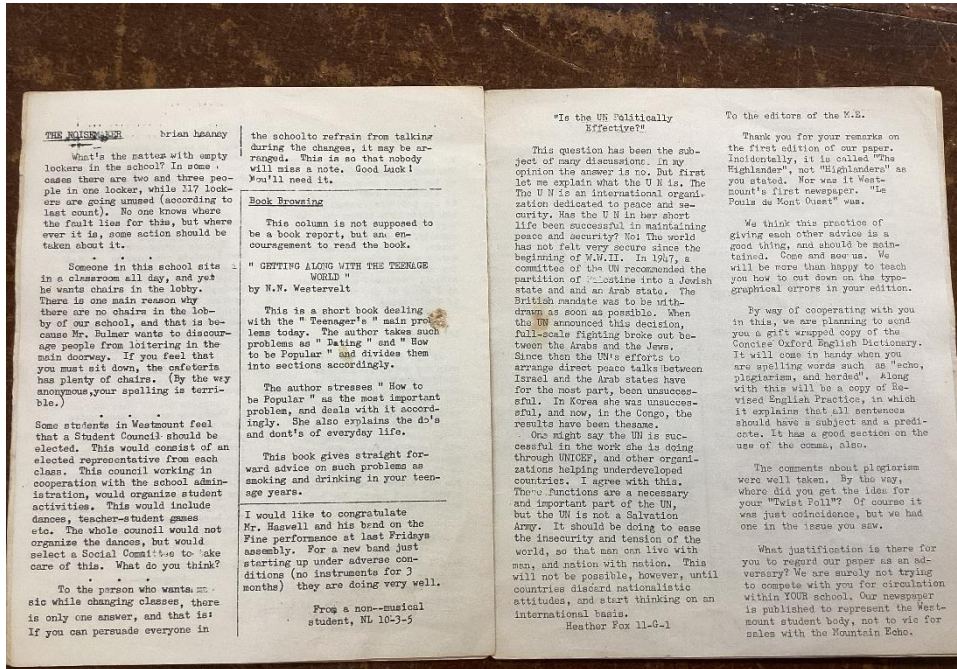 THE NOISEMAKER brian heaney
What's the matter with empty
lockers in the school? In some
cases there are two and three peo-
ple in one locker, while 317 lock-
ers are going unused (according to
last count). No one knows where
the fault lies for this, but where
ever it is, some action should be
taken about it.
Someone in this school sits
in a classroom all day, and yet
he wants chairs in the lobby.
There is one main reason why
there are no chairs in the lob-
by of our school, and that is be-
cause Mr. Bulmer wants to discour-
age people from loitering in the
main doorway. If you feel that
you must sit down, the cafeteria
has plenty of chairs. (By the way
anonymous,your spelling is terri-
ble.)
Some students in Westmount feel
that a Student Council should be
elected. This would consist of an
elected representative from each
class. This council working in
cooperation with the school admin-
istration, would organize student
activities. This would include
dances, teacher-student games
etc. The whole council would not
organize the dances, but would
select a Social Committee to take
care of this. What do you think?
To the person who wants mu-
sic while changing classes, there
is only one answer, and that is:
If you can persuade everyone in
the schoolto refrain from talking
during the changes, it may be ar-
ranged. This is so that nobody
will miss a note. Good Luck!
You'll need it.
Book Browsing
This column is not supposed to
be a book report, but an en-
couragement to read the book.
" GETTING ALONG WITH THE TEENAGE
WORLD "
by N.N. Westervelt
This is a short book dealing
with the " Teenager's " main prob-
lems today. The author takes such
problems as " Dating " and " How
to be Popular " and divides them
into sections accordingly.
The author stresses " How to
be Popular " as the most important
problem, and deals with it accord-
ingly. She also explains the do's
and dont's of everyday life.
This book gives straight for-
ward advice on such problems as
smoking and drinking in your teen-
age years.
I would like to congratulate
Mr. Haswell and his band on the
Fine performance at last Fridays
assembly. For a new band just
starting up under adverse con-
ditions (no instruments for 3
months) they are doing very well.
From a non--musical
student, NL 10-3-5
"Is the UN Politically
Effective?"
This question has been the sub-
ject of many discussions. In my
opinion the answer is no. But first
let me explain what the U N is. The
The U N is an international organi-
zation dedicated to peace and se-
curity. Has the U N in her short
life been successful in maintaining
peace and security? No! The world
has not felt very secure since the
beginning of W.W.II. In 1947, a
committee of the UN recommended the
partition of Palestine into a Jewish
state and and an Arab state. The
British mandate was to be with-
drawn as soon as possible. When
the UN announced this decision,
full-scale fighting broke out be-
tween the Arabs and the Jews.
Since then the UN's efforts to
arrange direct peace talks between
Israel and the Arab states have
for the most part, been unsuccess-
ful. In Korea she was unsuccess-
ful, and now, in the Congo, the
results have been thesame.
One might say the UN is suc-
cessful in the work she is doing
through UNICEF, and other organi-
zations helping underdeveloped
countries. I agree with this.
These functions are a necessary
and important part of the UN,
but the UN is not a Salvation
Army. It should be doing to ease
the insecurity and tension of the
world, so that man can live with
man, and nation with nation. This
will not be possible, however, until
countries discard nationalistic
attitudes, and start thinking on an
international basis.
Heather Fox 11-G-1
To the editors of the M.E.
Thank you for your remarks on
the first edition of our paper.
Incidentally, it is called "The
Highlander", not "Highlanders" as
you stated. Nor was it West-
mount's first newspaper. "Le
Pouls de Mont Ouest" was.
We think this practice of
giving each other advice is a
good thing, and should be main-
tained. Come and see us. We
will be more than happy to teach
you how to cut down on the typo-
graphical errors in your edition.
By way of cooperating with you
in this, we are planning to send
you a gift wrapped copy of the
Concise Oxford English Dictionary.
It will come in handy when you
are spelling words such as "echo,
plagiarism, and herded". Along
with this will be a copy of Re-
vised English Practice, in which
it explains that all sentences
should have a subject and a predi-
cate. It has a good section on the
use of the comma, also.
The comments about plagiarism
were well taken. By the way,
where did you get the idea for
your "Twist Poll"? Of course it
was just coincidence, but we had
one in the issue you saw.
What justification is there for
you to regard our paper as an ad-
versary? We are surely not trying
to compete with you for circulation
within YOUR school. Our newspaper
is published to represent the West-
mount student body, not to vie for
sales with the Mountain Echo.